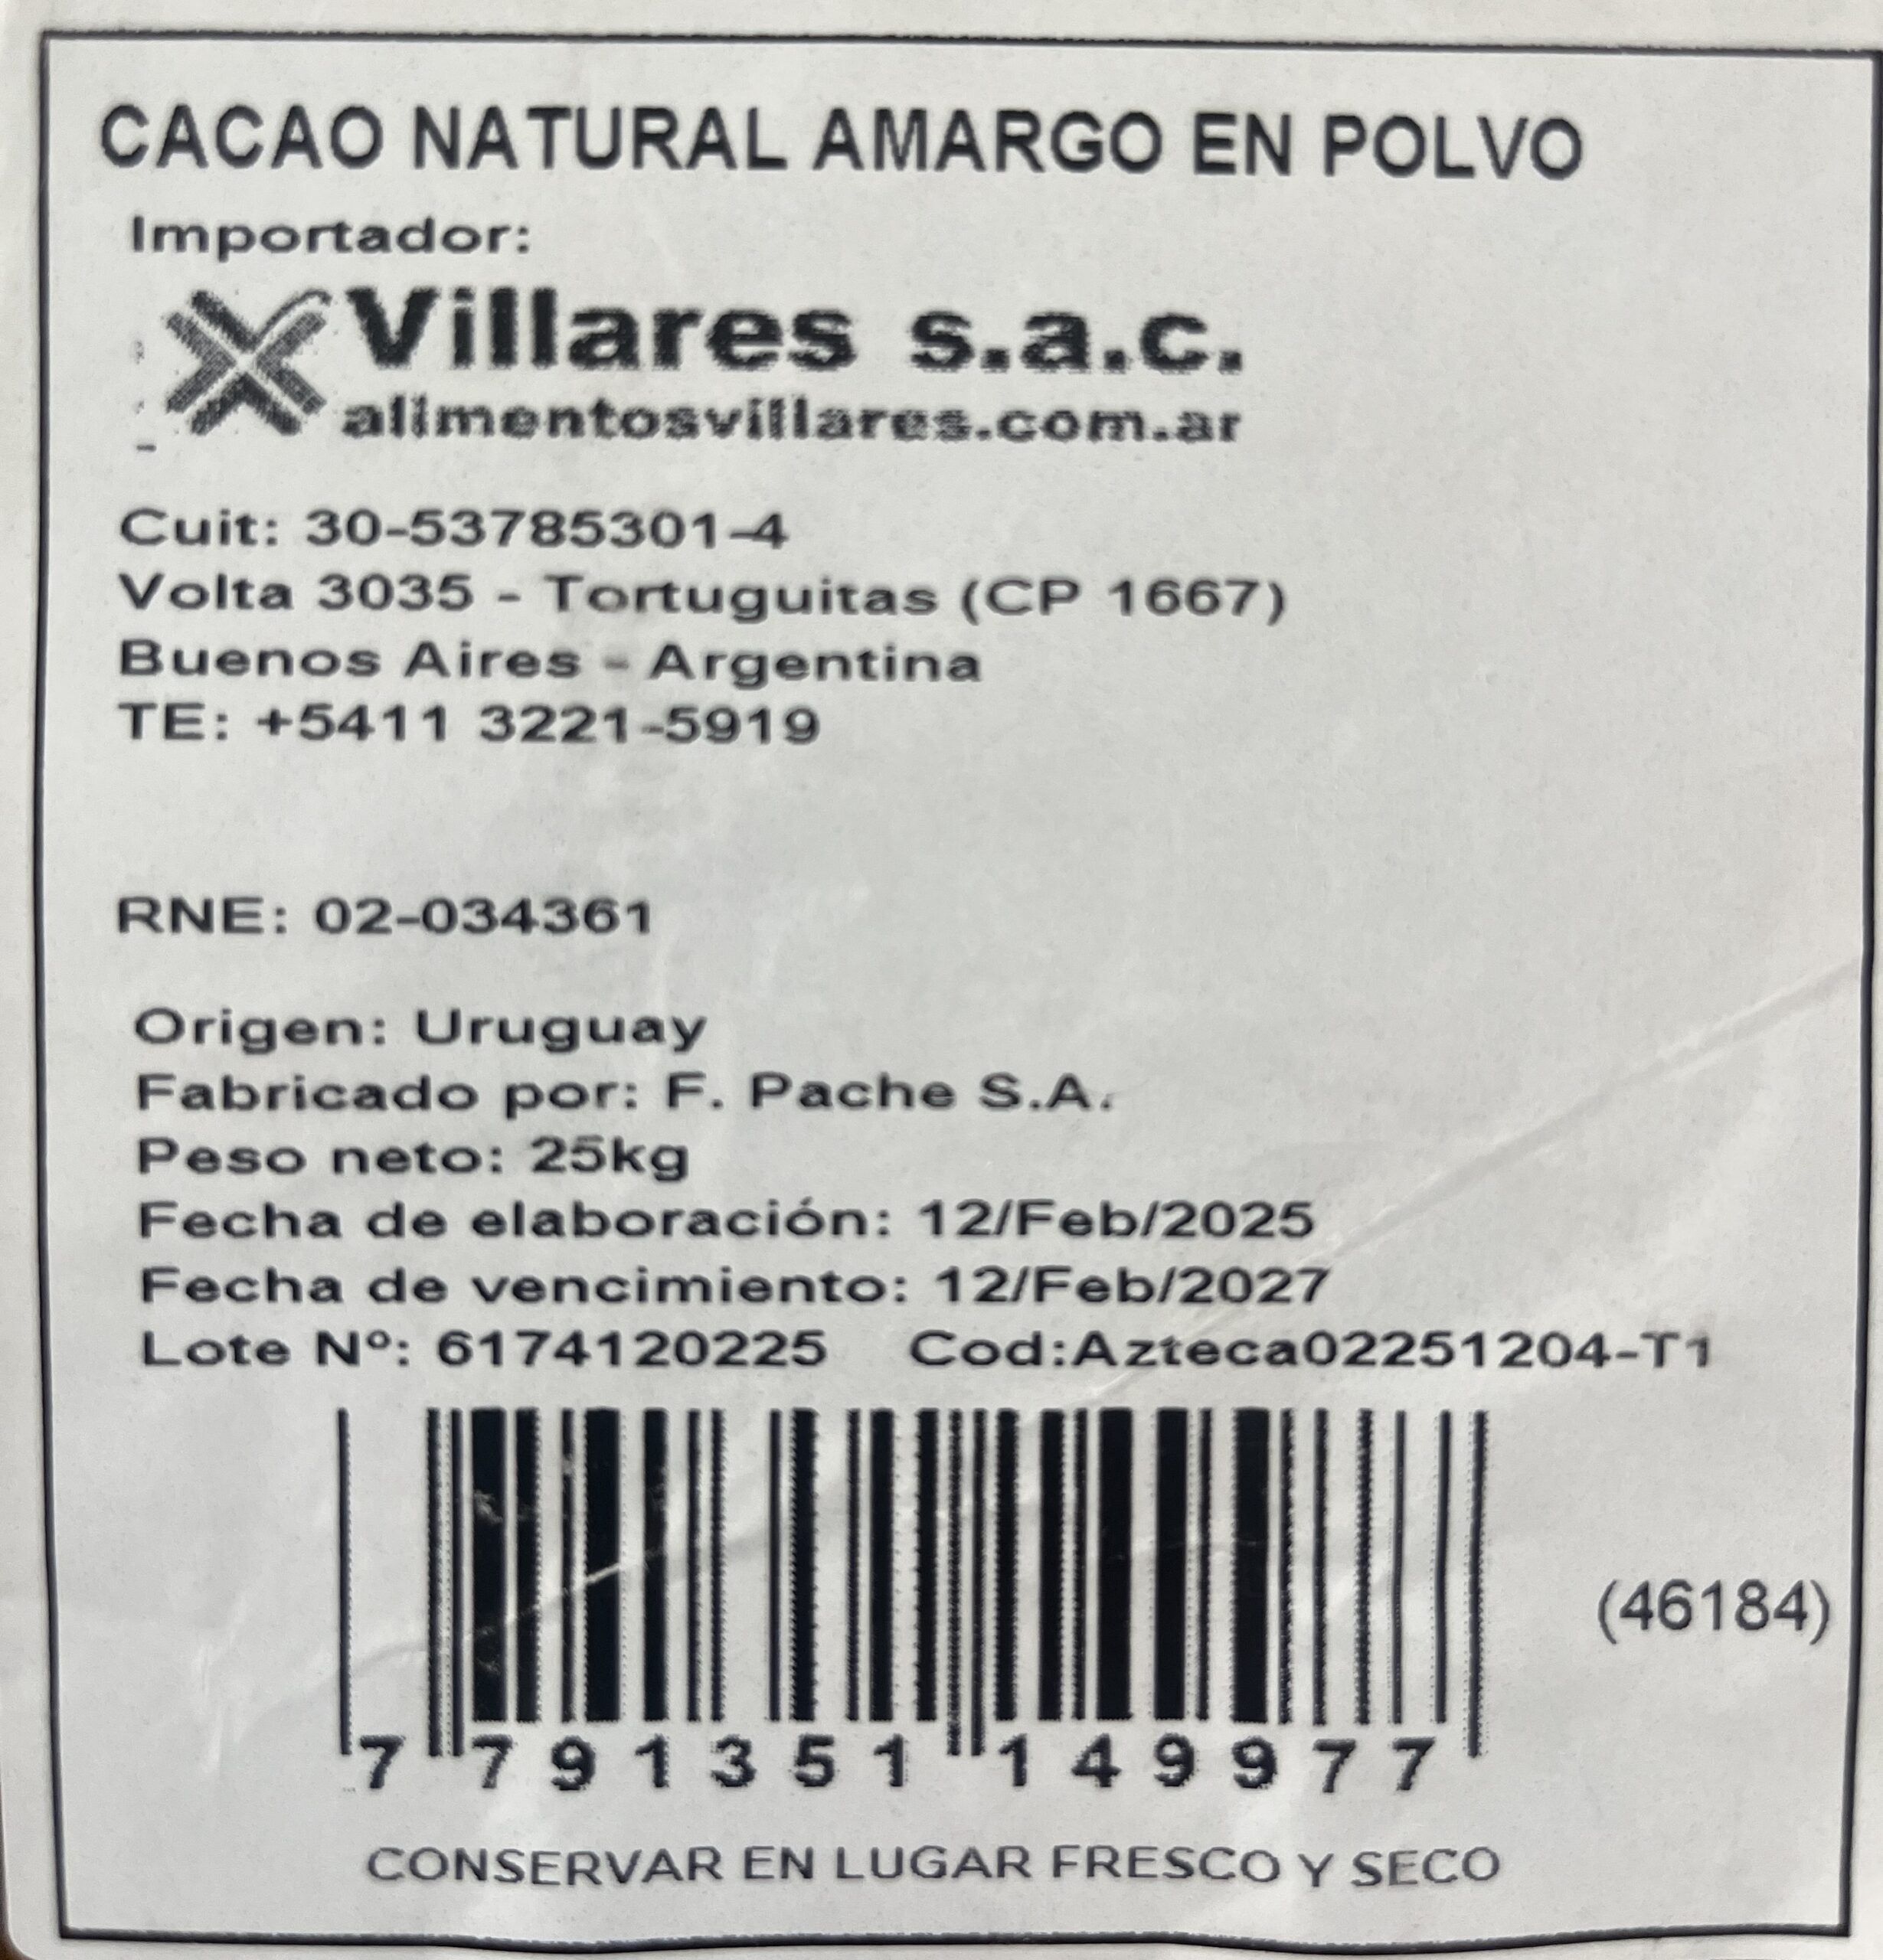 CACAO NATURAL AMARGO EN POLVO
Importador:
Villares s.a.c.
alimentosvillares.com.ar
Cuit: 30-53785301-4
Volta 3035 - Tortuguitas (CP 1667)
Buenos Aires - Argentina
TE: +5411 3221-5919
RNE: 02-034361
Origen: Uruguay
Fabricado por: F. Pache S.A.
Peso neto: 25kg
Fecha de elaboración: 12/Feb/2025
Fecha de vencimiento: 12/Feb/2027
Lote Nº: 6174120225 Cod:Azteca02251204-T1
(46184)
7 791351 149977
CONSERVAR EN LUGAR FRESCO Y SECO